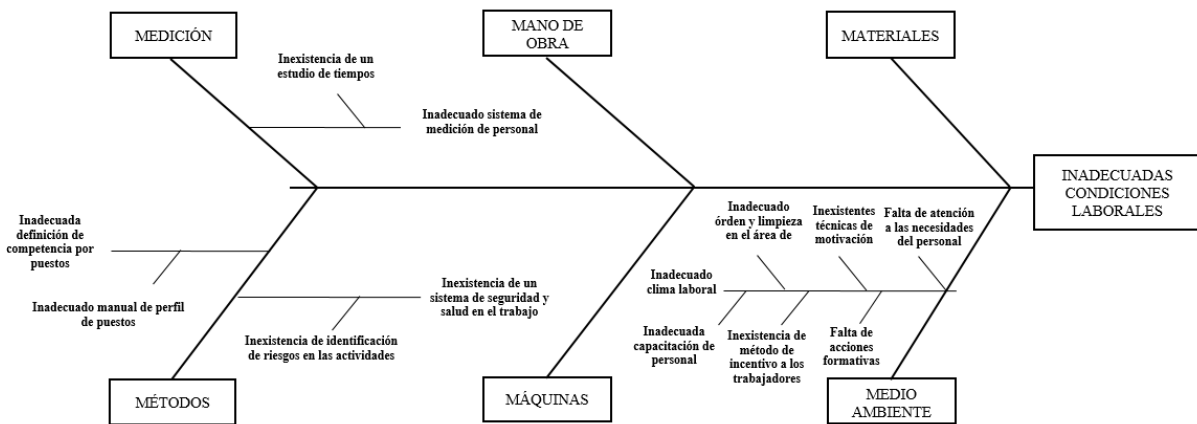 MEDICIÓN
MANO DE
OBRA
MATERIALES
Inexistencia de un
estudio de tiempos
Inadecuado sistema de
medición de personal
INADECUADAS
CONDICIONES
LABORALES
Inadecuada
definición de
competencia por
puestos
Inadecuado manual de perfil
de puestos
Inexistencia de un
sistema de seguridad y
salud en el trabajo
Inexistencia de identificación
de riesgos en las actividades
Inadecuado
órden y limpieza
en el área de
Inexistentes
técnicas de
motivación
Falta de atención
a las necesidades
del personal
Inadecuado
clima laboral
Inadecuada
capacitación de
personal
Inexistencia de
método de
incentivo a los
trabajadores
Falta de
acciones
formativas
MÉTODOS
MÁQUINAS
MEDIO
AMBIENTE